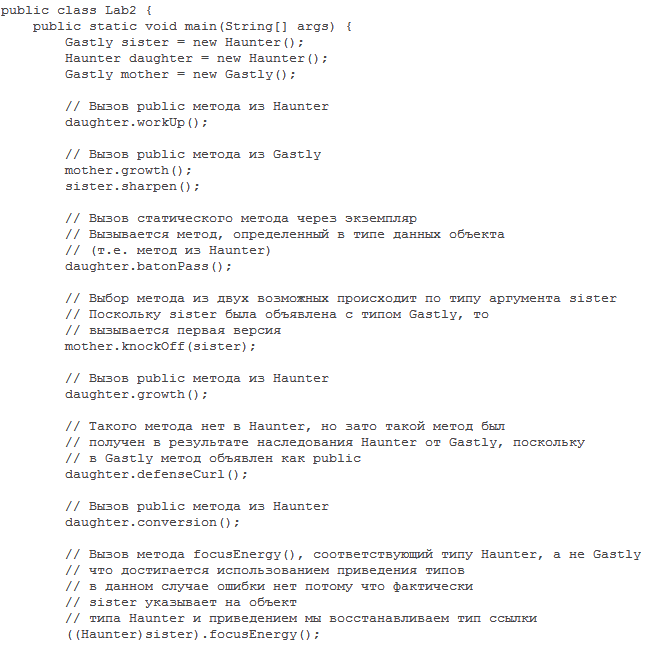 public class Lab2 {
public static void main(String[] args) {
Gastly sister = new Haunter();
Haunter daughter = new Haunter();
Gastly mother = new Gastly();
// Вызов public метода из Haunter
daughter.workUp();
// Вызов public метода из Gastly
mother.growth();
sister.sharpen();
// Вызов статического метода через экземпляр
// Вызывается метод, определенный в типе данных объекта
// (т.е. метод из Haunter)
daughter.batonPass();
// Выбор метода из двух возможных происходит по типу аргумента sister
// Поскольку sister была объявлена с типом Gastly, то
// вызывается первая версия
mother.knockOff(sister);
// Вызов public метода из Haunter
daughter.growth();
// Такого метода нет в Haunter, но зато такой метод был
// получен в результате наследования Haunter от Gastly, поскольку
// в Gastly метод объявлен как public
daughter.defenseCurl();
// Вызов public метода из Haunter
daughter.conversion();
// Вызов метода focusEnergy(), соответствующий типу Haunter, а не Gastly
// что достигается использованием приведения типов
// в данном случае ошибки нет потому что фактически
// sister указывает на объект
// типа Haunter и приведением мы восстанавливаем тип ссылки
((Haunter)sister).focusEnergy();